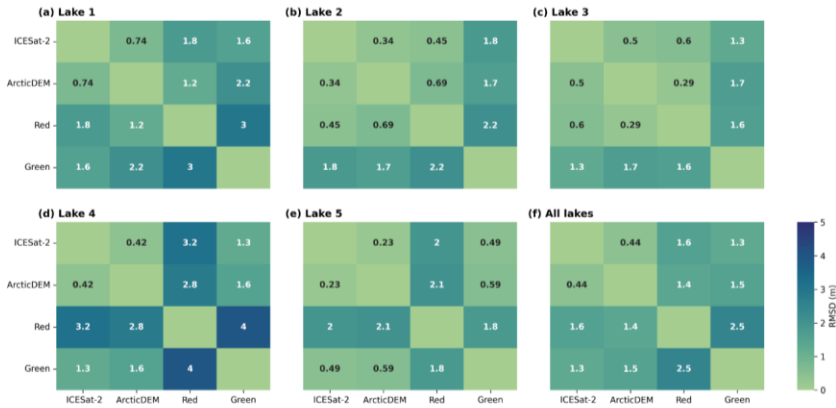 (a) Lake 1
(b) Lake 2
(c) Lake 3
ICESat-2 0.74 1.8 1.6 0.34 0.45 1.8 0.5 0.6 1.3
ArcticDEM 0.74 1.2 2.2 0.34 0.69 1.7 0.5 0.29 1.7
Red 1.8 1.2 3 0.45 0.69 2.2 0.6 0.29 1.6
Green 1.6 2.2 3 1.8 1.7 2.2 1.3 1.7 1.6
(d) Lake 4
(e) Lake 5
(f) All lakes
ICESat-2 0.42 3.2 1.3 0.23 2 0.49 0.44 1.6 1.3
ArcticDEM 0.42 2.8 1.6 0.23 2.1 0.59 0.44 1.4 1.5
Red 3.2 2.8 4 2 2.1 1.8 1.6 1.4 2.5
Green 1.3 1.6 4 0.49 0.59 1.8 1.3 1.5 2.5
ICESat-2 ArcticDEM Red Green ICESat-2 ArcticDEM Red Green ICESat-2 ArcticDEM Red Green
5
4
3
2
1
0
RMSD (m)